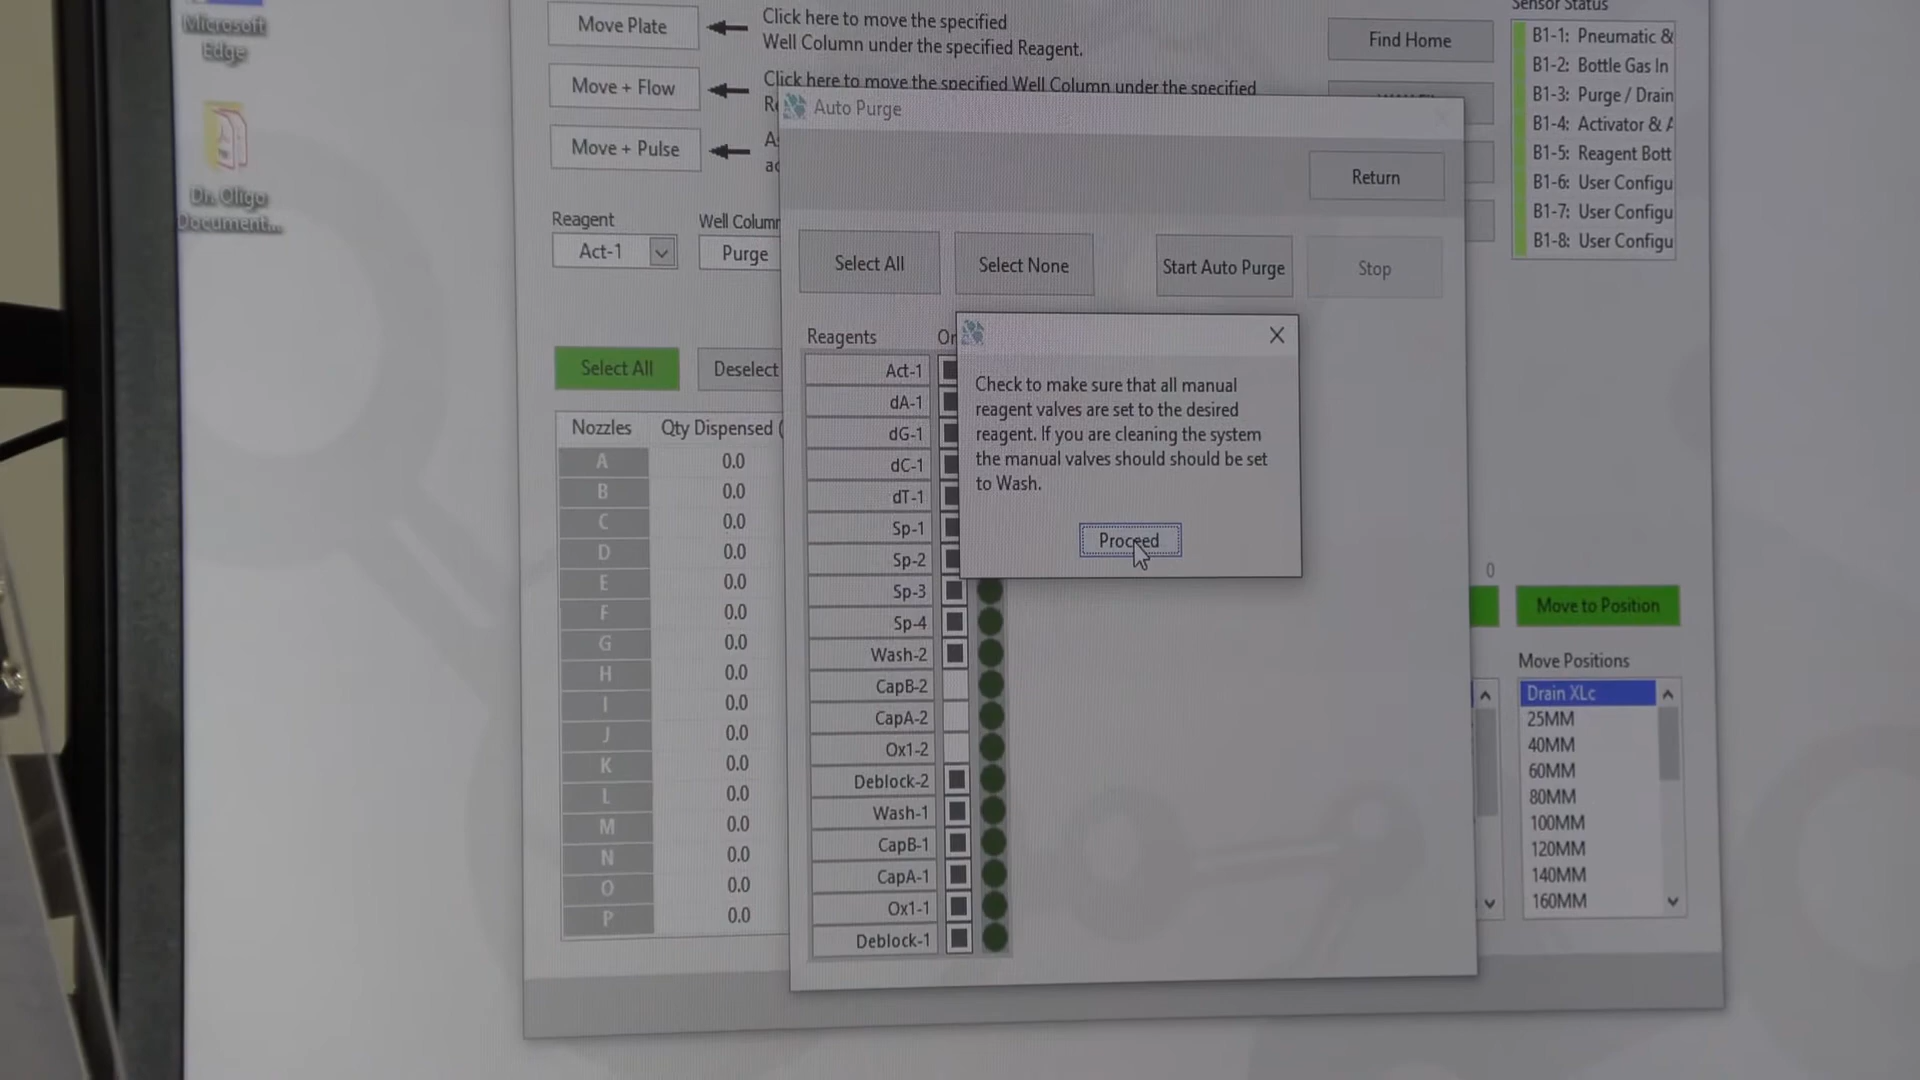 Microsoft
Edge
Dr. Oligo
Document...
Move Plate
Click here to move the specified
Well Column under the specified Reagent.
Move + Flow
Click here to move the specified Well Column under the specified
Move + Pulse
Find Home
Sensor Status
B1-1: Pneumatic &
B1-2: Bottle Gas In
B1-3: Purge / Drain
B1-4: Activator &
B1-5: Reagent Bott
B1-6: User Configu
B1-7: User Configu
B1-8: User Configu
Reagent
Well Column
Act-1
Purge
Select All
Deselect
Nozzles
Qty Dispensed (
A 0.0
B 0.0
C 0.0
D 0.0
E 0.0
F 0.0
G 0.0
H 0.0
I 0.0
J 0.0
K 0.0
L 0.0
M 0.0
N 0.0
O 0.0
P 0.0
Auto Purge
Return
Select All
Select None
Start Auto Purge
Stop
Reagents
Act-1
dA-1
dG-1
dC-1
dT-1
Sp-1
Sp-2
Sp-3
Sp-4
Wash-2
CapB-2
CapA-2
Ox1-2
Deblock-2
Wash-1
CapB-1
CapA-1
Ox1-1
Deblock-1
Check to make sure that all manual
reagent valves are set to the desired
reagent. If you are cleaning the system
the manual valves should should be set
to Wash.
Proceed
0
Move to Position
Move Positions
Drain XLc
25MM
40MM
60MM
80MM
100MM
120MM
140MM
160MM